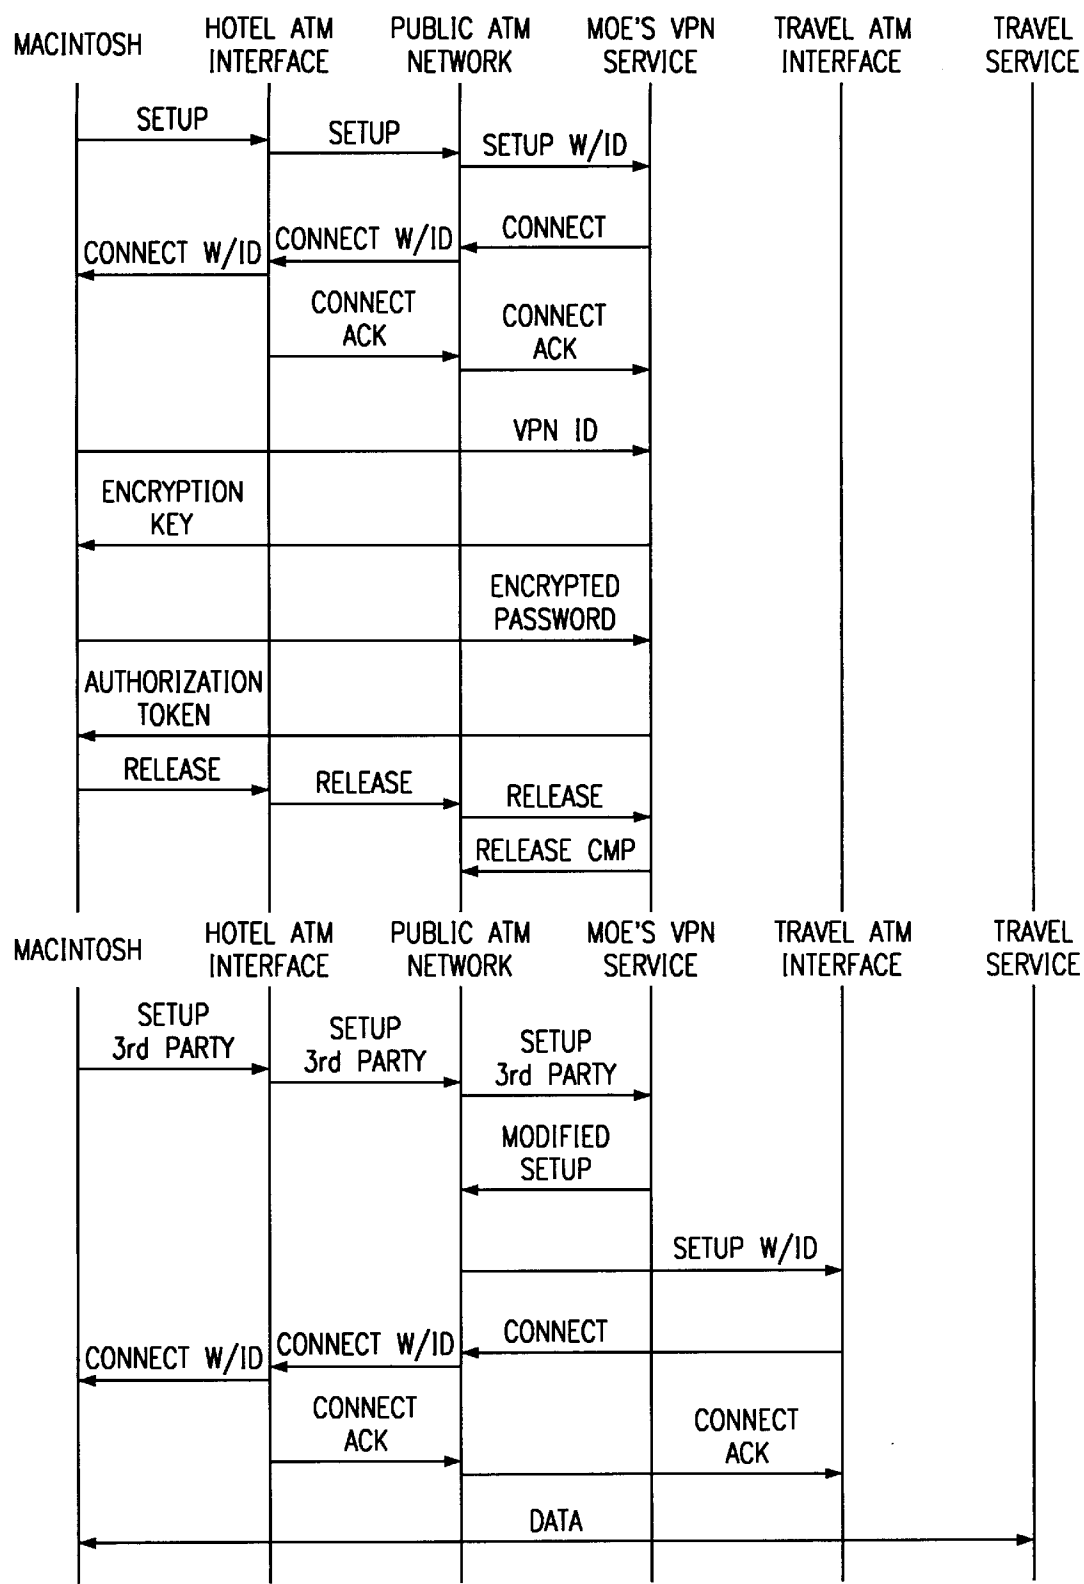 MACINTOSH
HOTEL ATM
INTERFACE
PUBLIC ATM
NETWORK
MOE'S VPN
SERVICE
TRAVEL ATM
INTERFACE
TRAVEL
SERVICE
SETUP
SETUP
SETUP W/ID
CONNECT
CONNECT W/ID
CONNECT W/ID
CONNECT
ACK
CONNECT
ACK
VPN ID
ENCRYPTION
KEY
ENCRYPTED
PASSWORD
AUTHORIZATION
TOKEN
RELEASE
RELEASE
RELEASE
RELEASE CMP
MACINTOSH
HOTEL ATM
INTERFACE
PUBLIC ATM
NETWORK
MOE'S VPN
SERVICE
TRAVEL ATM
INTERFACE
TRAVEL
SERVICE
SETUP
3rd PARTY
SETUP
3rd PARTY
SETUP
3rd PARTY
MODIFIED
SETUP
SETUP W/ID
CONNECT
CONNECT W/ID
CONNECT W/ID
CONNECT
ACK
CONNECT
ACK
DATA